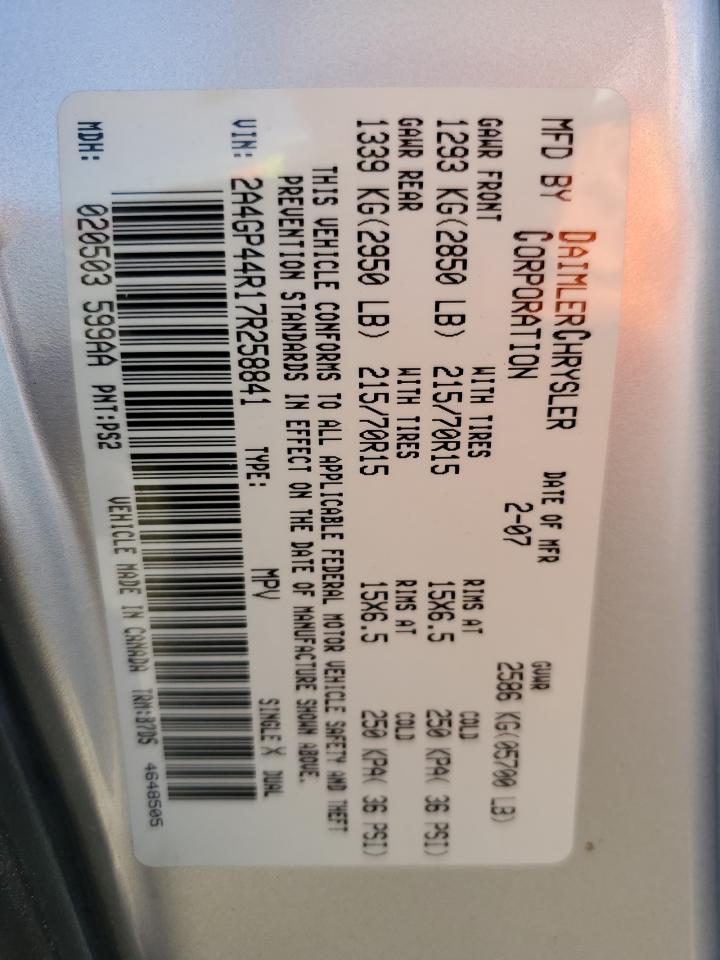 MFD BY DAIMLERCHRYSLER CORPORATION
DATE OF MFR 2-07
GVWR 2586 KG(05700 LB)
GAWR FRONT WITH TIRES RIMS AT COLD
1293 KG(2850 LB) 215/70R15 15X6.5 250 KPA( 36 PSI)
GAWR REAR WITH TIRES RIMS AT COLD
1339 KG(2950 LB) 215/70R15 15X6.5 250 KPA( 36 PSI)
THIS VEHICLE CONFORMS TO ALL APPLICABLE FEDERAL MOTOR VEHICLE SAFETY AND THEFT
PREVENTION STANDARDS IN EFFECT ON THE DATE OF MANUFACTURE SHOWN ABOVE.
VIN: 2A4GP44R17R258841 TYPE: MPV SINGLE X DUAL
MDH: 020503 599AA PNT:PS2 VEHICLE MADE IN CANADA TRM:B7DS 4648505